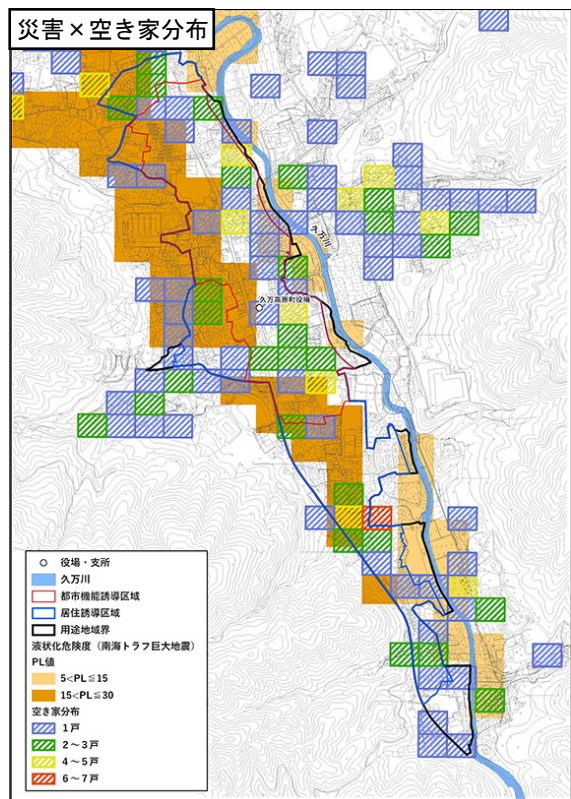 災害×空き家分布
久万川
久万高原町役場
役場・支所
久万川
都市機能誘導区域
居住誘導区域
用途地域界
液状化危険度（南海トラフ巨大地震）
PL値
5<PL≦15
15<PL≦30
空き家分布
1戸
2～3戸
4～5戸
6～7戸